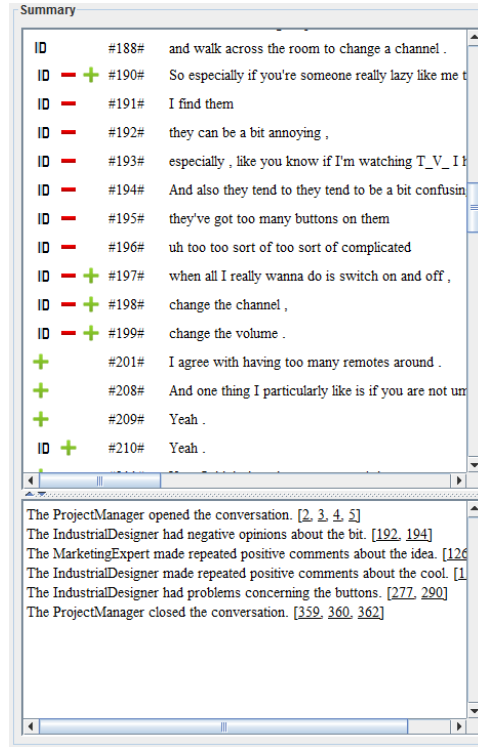 Summary
ID #188# and walk across the room to change a channel .
ID #190# So especially if you're someone really lazy like me t
ID #191# I find them
ID #192# they can be a bit annoying ,
ID #193# especially , like you know if I'm watching T_V_ I h
ID #194# And also they tend to they tend to be a bit confusin
ID #195# they've got too many buttons on them
ID #196# uh too too sort of too sort of complicated
ID #197# when all I really wanna do is switch on and off ,
ID #198# change the channel ,
ID #199# change the volume .
#201# I agree with having too many remotes around .
#208# And one thing I particularly like is if you are not um
#209# Yeah .
ID #210# Yeah .
The ProjectManager opened the conversation. [2, 3, 4, 5]
The IndustrialDesigner had negative opinions about the bit. [192, 194]
The MarketingExpert made repeated positive comments about the idea. [126
The IndustrialDesigner made repeated positive comments about the cool. [1
The IndustrialDesigner had problems concerning the buttons. [277, 290]
The ProjectManager closed the conversation. [359, 360, 362]